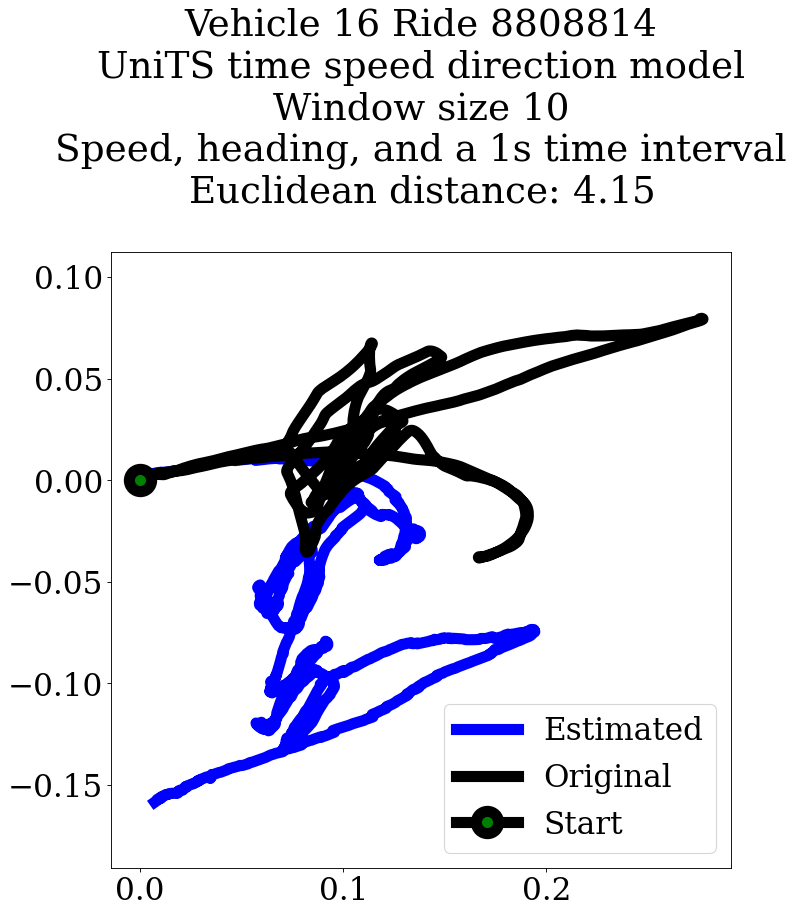 Vehicle 16 Ride 8808814
UniTS time speed direction model
Window size 10
Speed, heading, and a 1s time interval
Euclidean distance: 4.15
0.10
0.05
0.00
−0.05
−0.10
−0.15
Estimated
Original
Start
0.0
0.1
0.2